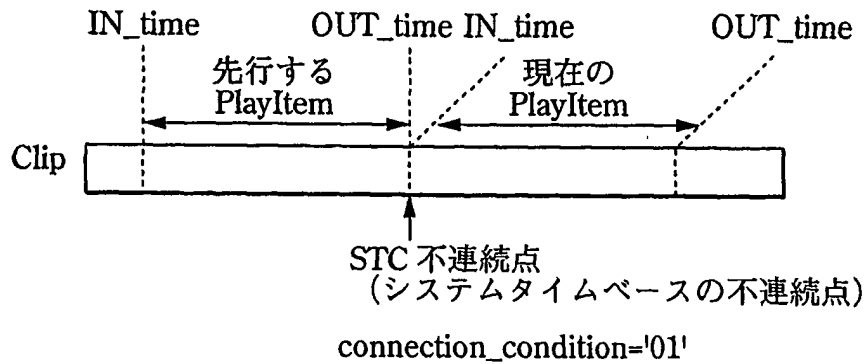 IN_time OUT_time IN_time OUT_time
先行する
PlayItem
現在の
PlayItem
Clip
STC 不連続点
(システムタイムベースの不連続点)
connection_condition='01'